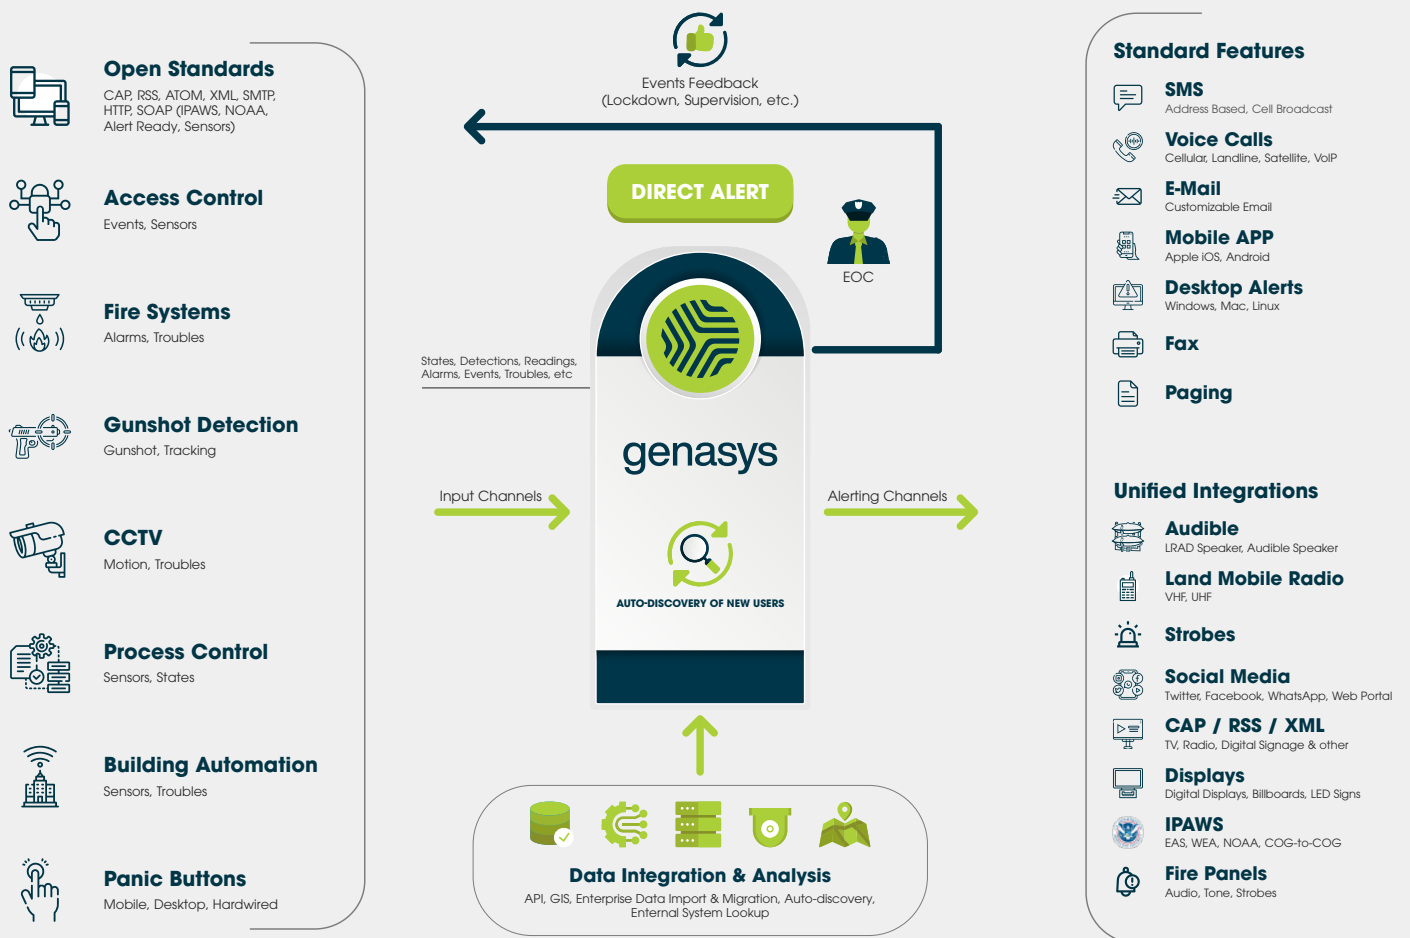 Open Standards
CAP, RSS, ATOM, XML, SMTP,
HTTP, SOAP (IPAWS, NOAA,
Alert Ready, Sensors)
Access Control
Events, Sensors
Fire Systems
Alarms, Troubles
Gunshot Detection
Gunshot, Tracking
CCTV
Motion, Troubles
Process Control
Sensors, States
Building Automation
Sensors, Troubles
Panic Buttons
Mobile, Desktop, Hardwired
Events Feedback
(Lockdown, Supervision, etc.)
DIRECT ALERT
EOC
States, Detections, Readings,
Alarms, Events, Troubles, etc
genasys
Input Channels
Alerting Channels
AUTO-DISCOVERY OF NEW USERS
Data Integration & Analysis
API, GIS, Enterprise Data Import & Migration, Auto-discovery,
Enternal System Lookup
Standard Features
SMS
Address Based, Cell Broadcast
Voice Calls
Cellular, Landline, Satellite, VoIP
E-Mail
Customizable Email
Mobile APP
Apple iOS, Android
Desktop Alerts
Windows, Mac, Linux
Fax
Paging
Unified Integrations
Audible
LRAD Speaker, Audible Speaker
Land Mobile Radio
VHF, UHF
Strobes
Social Media
Twitter, Facebook, WhatsApp, Web Portal
CAP / RSS / XML
TV, Radio, Digital Signage & other
Displays
Digital Displays, Billboards, LED Signs
IPAWS
EAS, WEA, NOAA, COG-to-COG
Fire Panels
Audio, Tone, Strobes